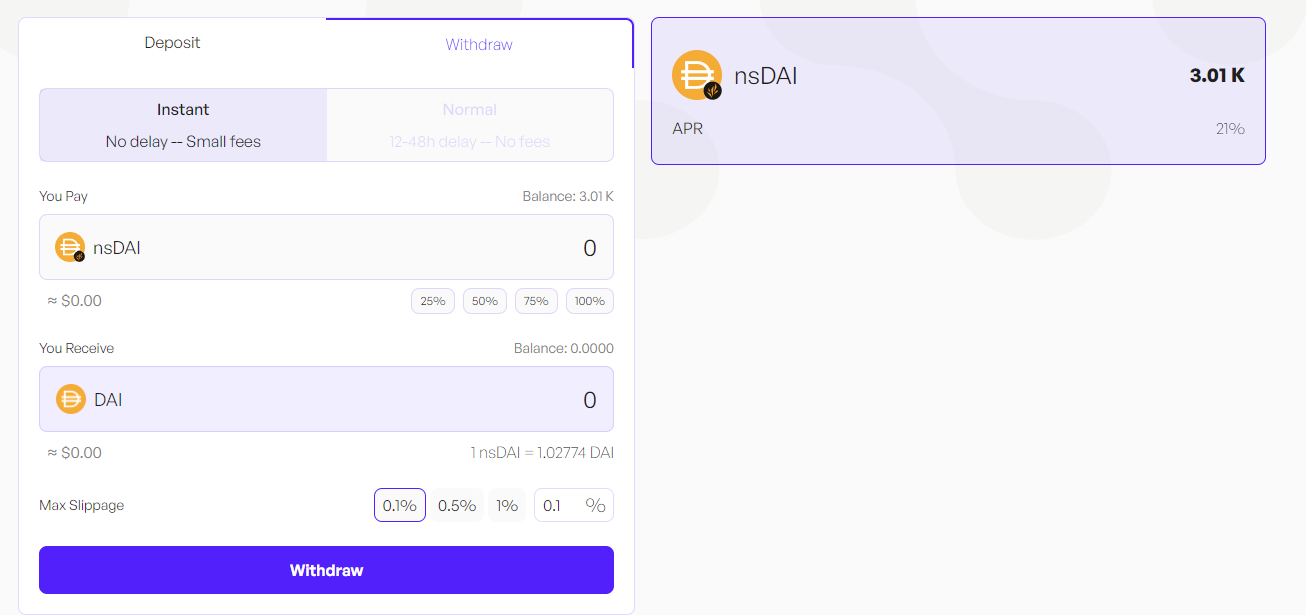 Deposit
Withdraw
Instant
No delay -- Small fees
Normal
12-48h delay -- No fees
You Pay
Balance: 3.01 K
nsDAI
0
≈ $0.00
25%
50%
75%
100%
You Receive
Balance: 0.0000
DAI
0
≈ $0.00
1 nsDAI = 1.02774 DAI
Max Slippage
0.1%
0.5%
1%
0.1 %
Withdraw
nsDAI
3.01 K
APR
21%